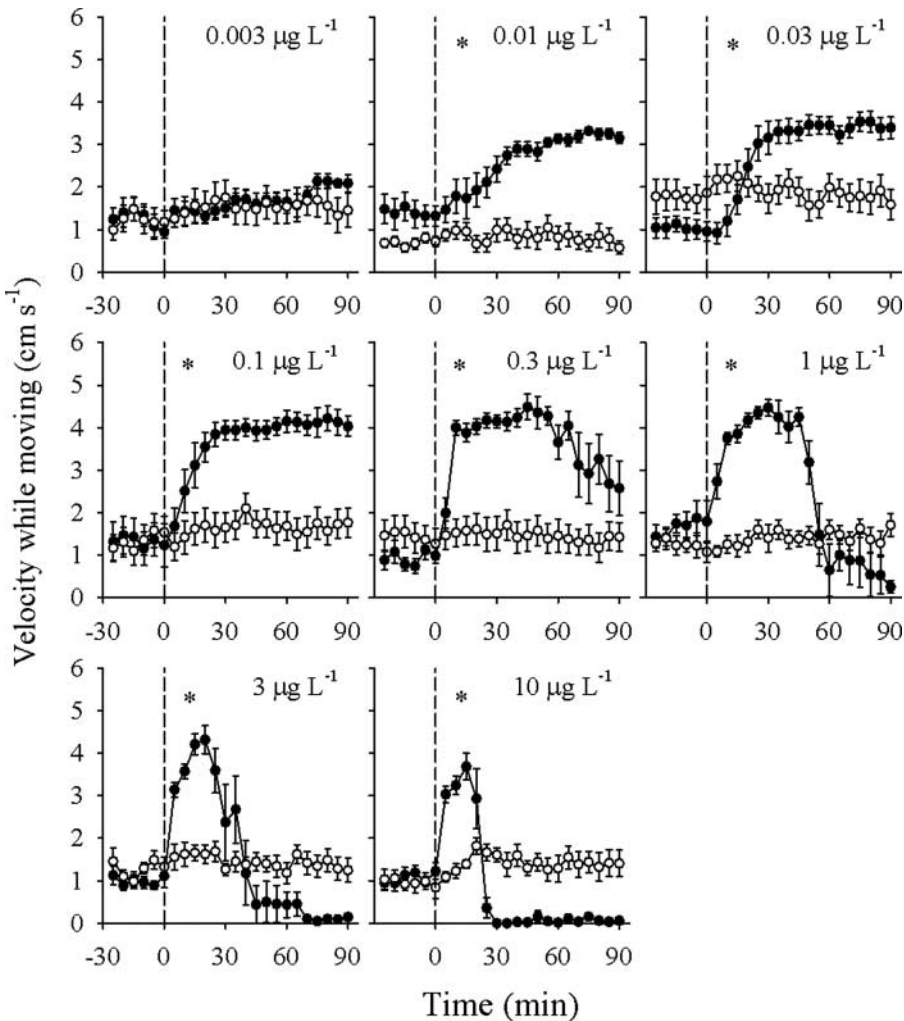 0.003 µg L⁻¹
* 0.01 µg L⁻¹
* 0.03 µg L⁻¹
6 5 4 3 2 1 0
-30 0 30 60 90 0 30 60 90 0 30 60 90
* 0.1 µg L⁻¹
* 0.3 µg L⁻¹
* 1 µg L⁻¹
6 5 4 3 2 1 0
-30 0 30 60 90 0 30 60 90 0 30 60 90
* 3 µg L⁻¹
* 10 µg L⁻¹
6 5 4 3 2 1 0
-30 0 30 60 90 0 30 60 90
Velocity while moving (cm s⁻¹)
Time (min)